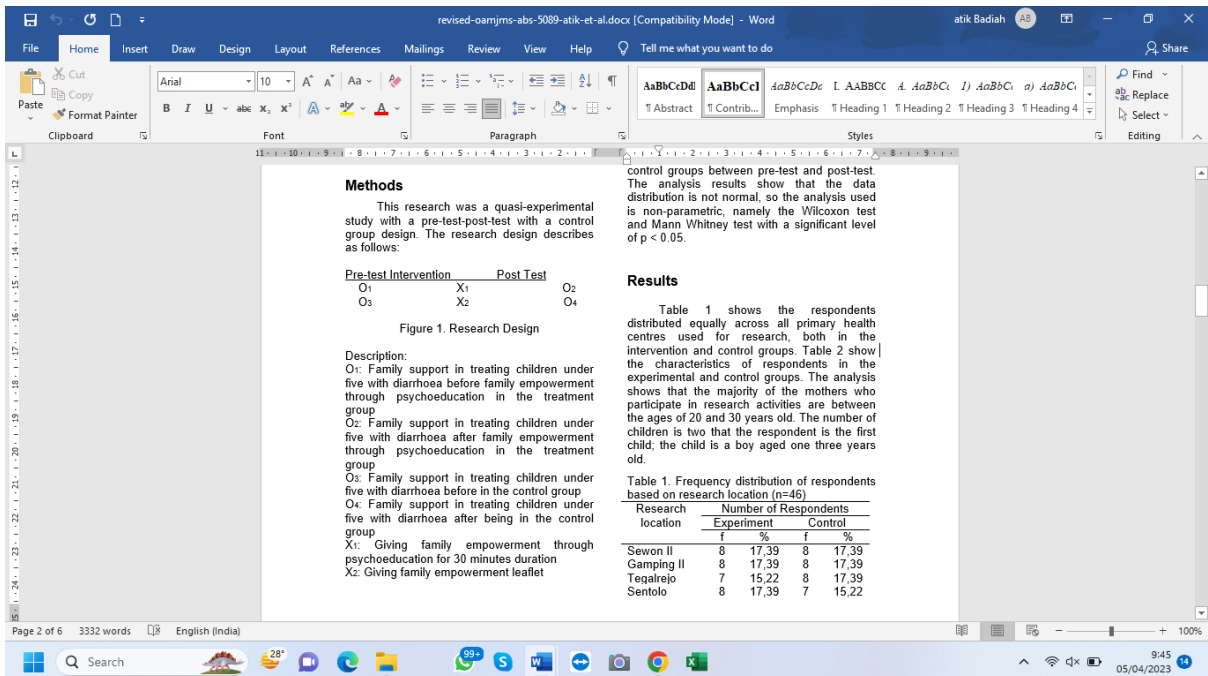 revised-oamjms-abs-5089-atik-et-al.docx [Compatibility Mode] - Word
atik Badiah
AB
File Home Insert Draw Design Layout References Mailings Review View Help Tell me what you want to do
Share
Paste
Cut
Copy
Format Painter
Clipboard
Arial 10
Font
Paragraph
AaBbCcDdl AaBbCcl AaBbCcDc I. AABBCC A. AaBbCc 1) AaBbCc a) AaBbCc
¶ Abstract ¶ Contrib... Emphasis ¶ Heading 1 ¶ Heading 2 ¶ Heading 3 ¶ Heading 4
Styles
Find
Replace
Select
Editing
Methods
This research was a quasi-experimental
study with a pre-test-post-test with a control
group design. The research design describes
as follows:
Pre-test Intervention Post Test
O1 X1 O2
O3 X2 O4
Figure 1. Research Design
Description:
O1: Family support in treating children under
five with diarrhoea before family empowerment
through psychoeducation in the treatment
group
O2: Family support in treating children under
five with diarrhoea after family empowerment
through psychoeducation in the treatment
group
O3: Family support in treating children under
five with diarrhoea before in the control group
O4: Family support in treating children under
five with diarrhoea after being in the control
group
X1: Giving family empowerment through
psychoeducation for 30 minutes duration
X2: Giving family empowerment leaflet
control groups between pre-test and post-test.
The analysis results show that the data
distribution is not normal, so the analysis used
is non-parametric, namely the Wilcoxon test
and Mann Whitney test with a significant level
of p < 0.05.
Results
Table 1 shows the respondents
distributed equally across all primary health
centres used for research, both in the
intervention and control groups. Table 2 show
the characteristics of respondents in the
experimental and control groups. The analysis
shows that the majority of the mothers who
participate in research activities are between
the ages of 20 and 30 years old. The number of
children is two that the respondent is the first
child; the child is a boy aged one three years
old.
Table 1. Frequency distribution of respondents
based on research location (n=46)
Research Number of Respondents
location Experiment Control
f % f %
Sewon II 8 17,39 8 17,39
Gamping II 8 17,39 8 17,39
Tegalrejo 7 15,22 8 17,39
Sentolo 8 17,39 7 15,22
Page 2 of 6 3332 words English (India)
100%
Search
28°
99+
9:45
05/04/2023
14